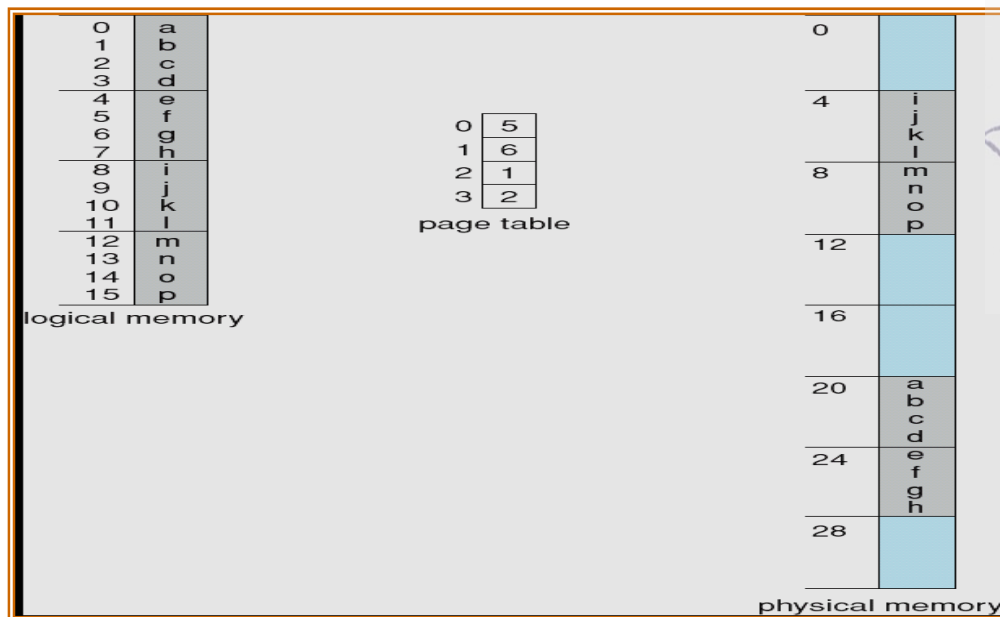 0 a
1 b
2 c
3 d
4 e
5 f
6 g
7 h
8 i
9 j
10 k
11 l
12 m
13 n
14 o
15 p
logical memory
0 5
1 6
2 1
3 2
page table
0
4 i
j
k
l
8 m
n
o
p
12
16
20 a
b
c
d
24 e
f
g
h
28
physical memory